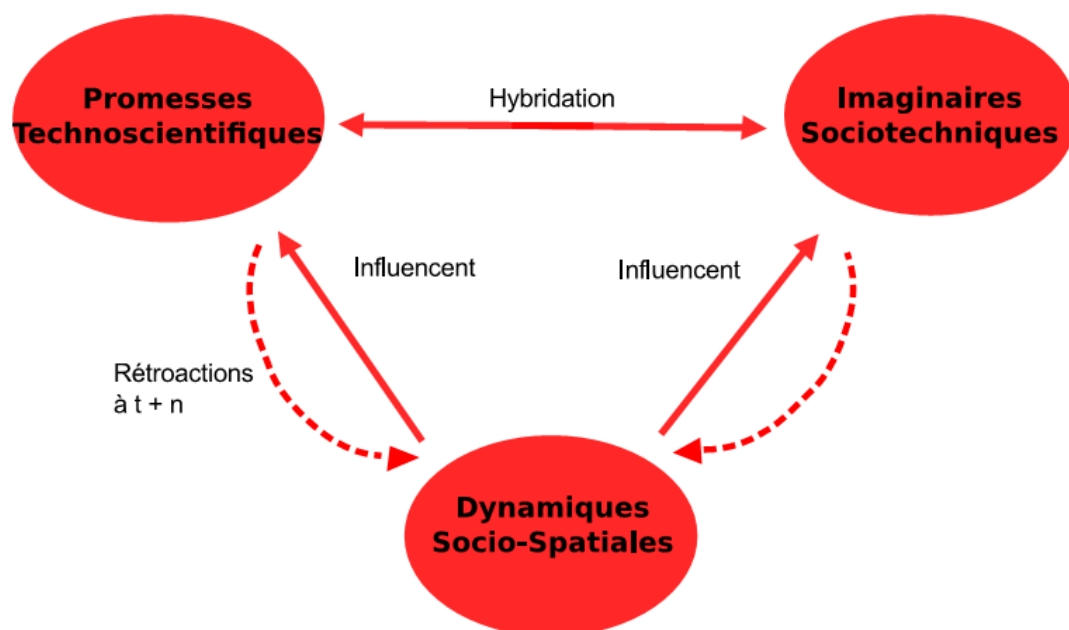 Promesses
Technoscientifiques
Hybridation
Imaginaires
Sociotechniques
Influencent
Influencent
Rétroactions
à t + n
Dynamiques
Socio-Spatiales